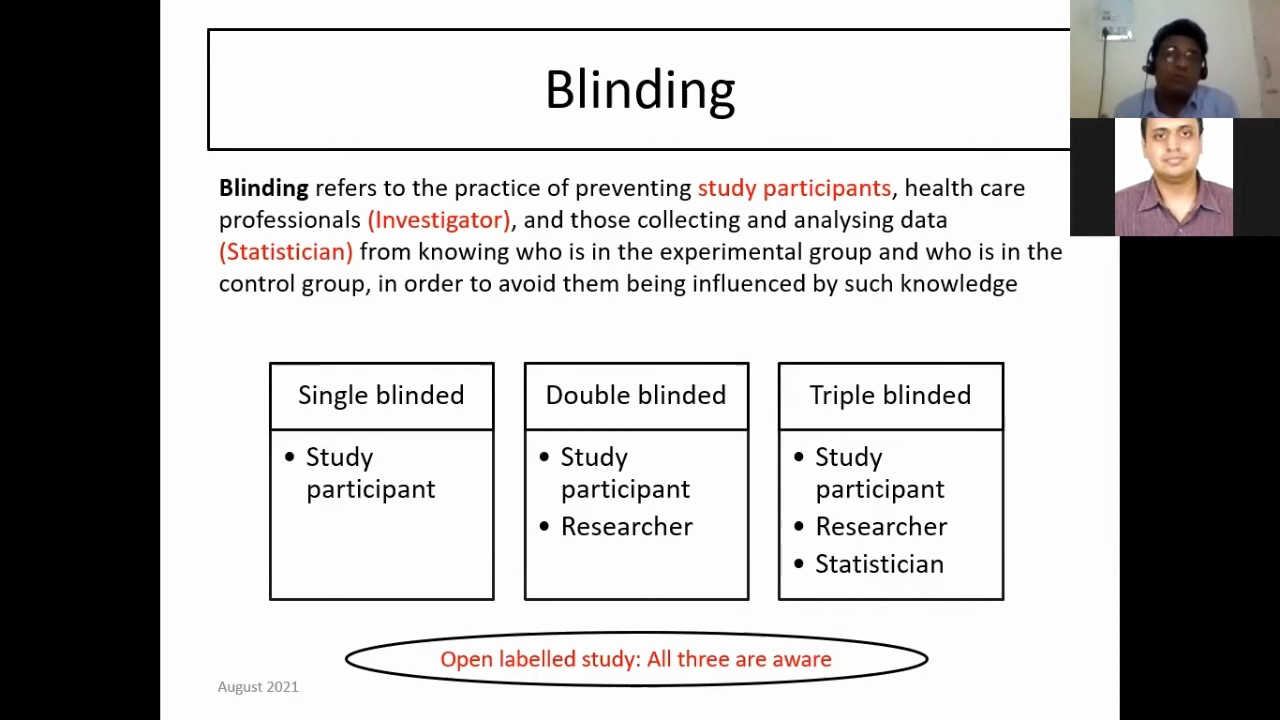 Blinding
Blinding refers to the practice of preventing study participants, health care
professionals (Investigator), and those collecting and analysing data
(Statistician) from knowing who is in the experimental group and who is in the
control group, in order to avoid them being influenced by such knowledge
Single blinded
• Study
participant
Double blinded
• Study
participant
• Researcher
Triple blinded
• Study
participant
• Researcher
• Statistician
Open labelled study: All three are aware
August 2021